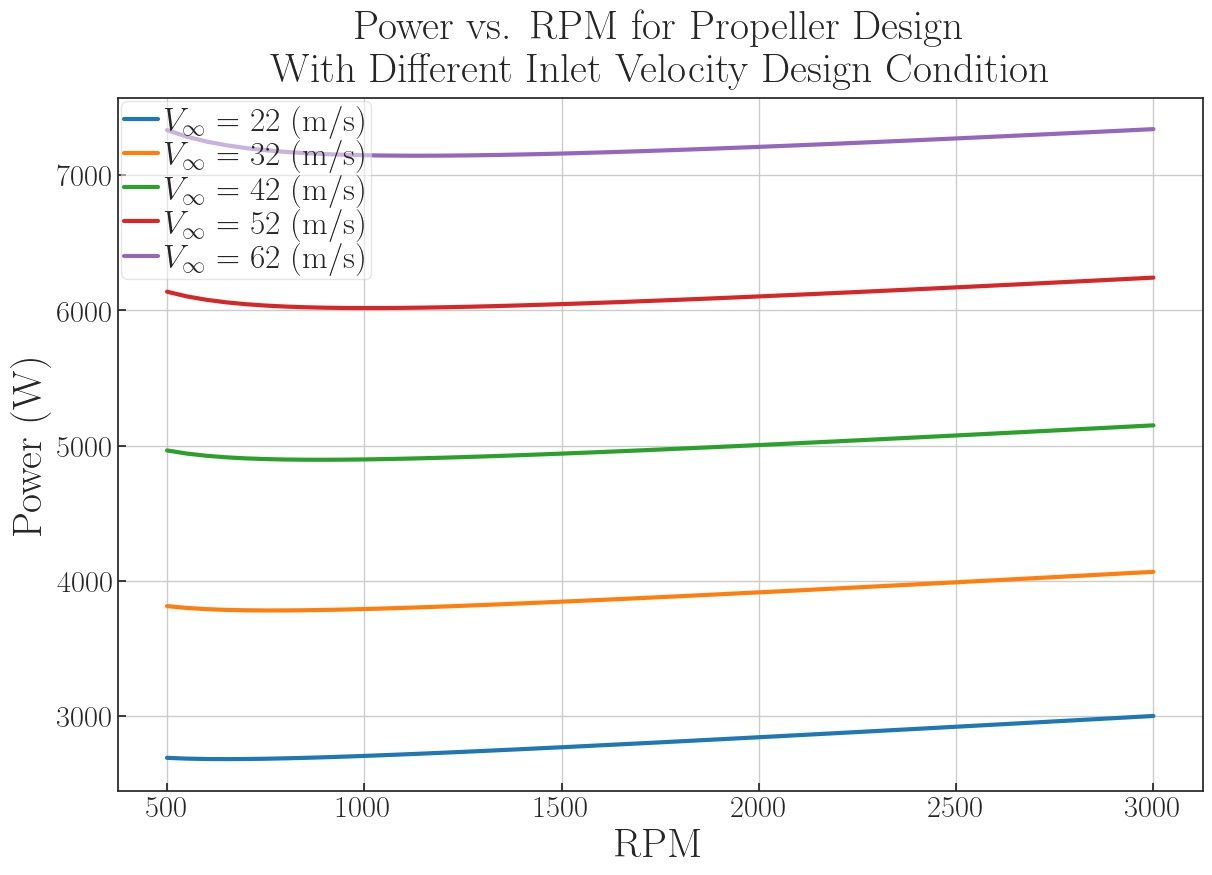 Power vs. RPM for Propeller Design
With Different Inlet Velocity Design Condition
V∞ = 22 (m/s)
V∞ = 32 (m/s)
V∞ = 42 (m/s)
V∞ = 52 (m/s)
V∞ = 62 (m/s)
7000
6000
5000
4000
3000
Power (W)
500 1000 1500 2000 2500 3000
RPM